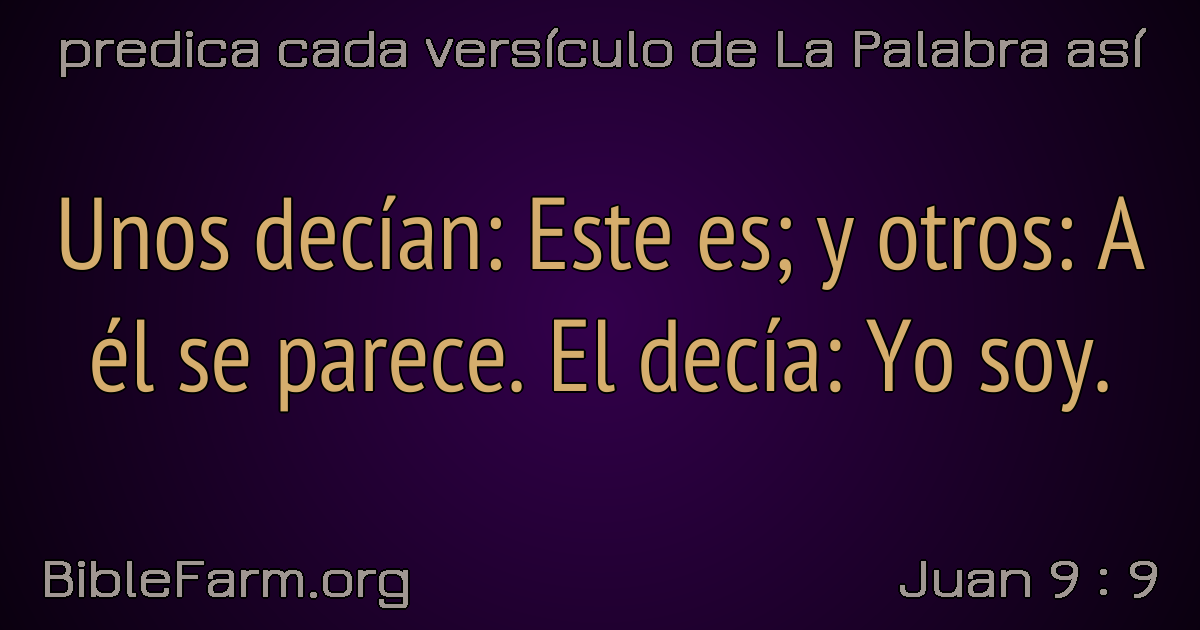 predica cada versículo de La Palabra así
Unos decían: Este es; y otros: A
él se parece. El decía: Yo soy.
BibleFarm.org
Juan 9 : 9